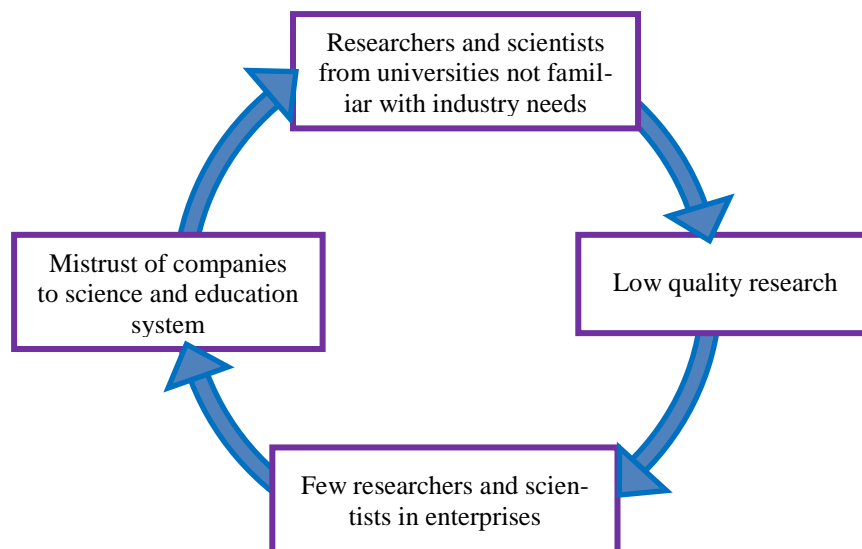 Researchers and scientists
from universities not famil-
iar with industry needs
Low quality research
Few researchers and scien-
tists in enterprises
Mistrust of companies
to science and education
system